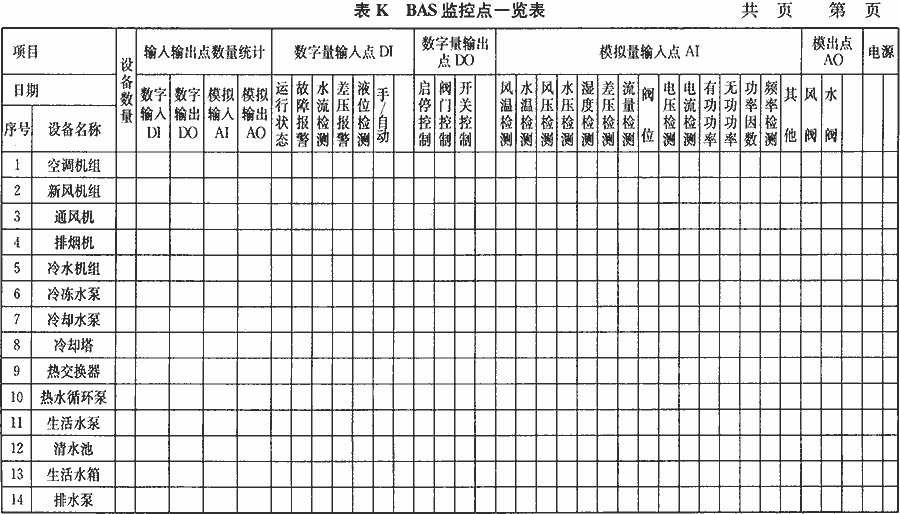 表 K BAS 监控点一览表 共 页 第 页
项目 设备数量 输入输出点数量统计 数字量输入点 DI 数字量输出点 DO 模拟量输入点 AI 模出点 AO 电源
日期 数字输入 DI 数字输出 DO 模拟输入 AI 模拟输出 AO 运行状态 故障报警 水流检测 差压报警 液位检测 手/自动 启停控制 阀门控制 开关控制 风温检测 水温检测 风压检测 水压检测 湿度检测 差压检测 流量检测 阀位 电压检测 电流检测 有功功率 无功功率 功率因数 频率检测 其他 风阀 水阀
序号 设备名称
1 空调机组
2 新风机组
3 通风机
4 排烟机
5 冷水机组
6 冷冻水泵
7 冷却水泵
8 冷却塔
9 热交换器
10 热水循环泵
11 生活水泵
12 清水池
13 生活水箱
14 排水泵